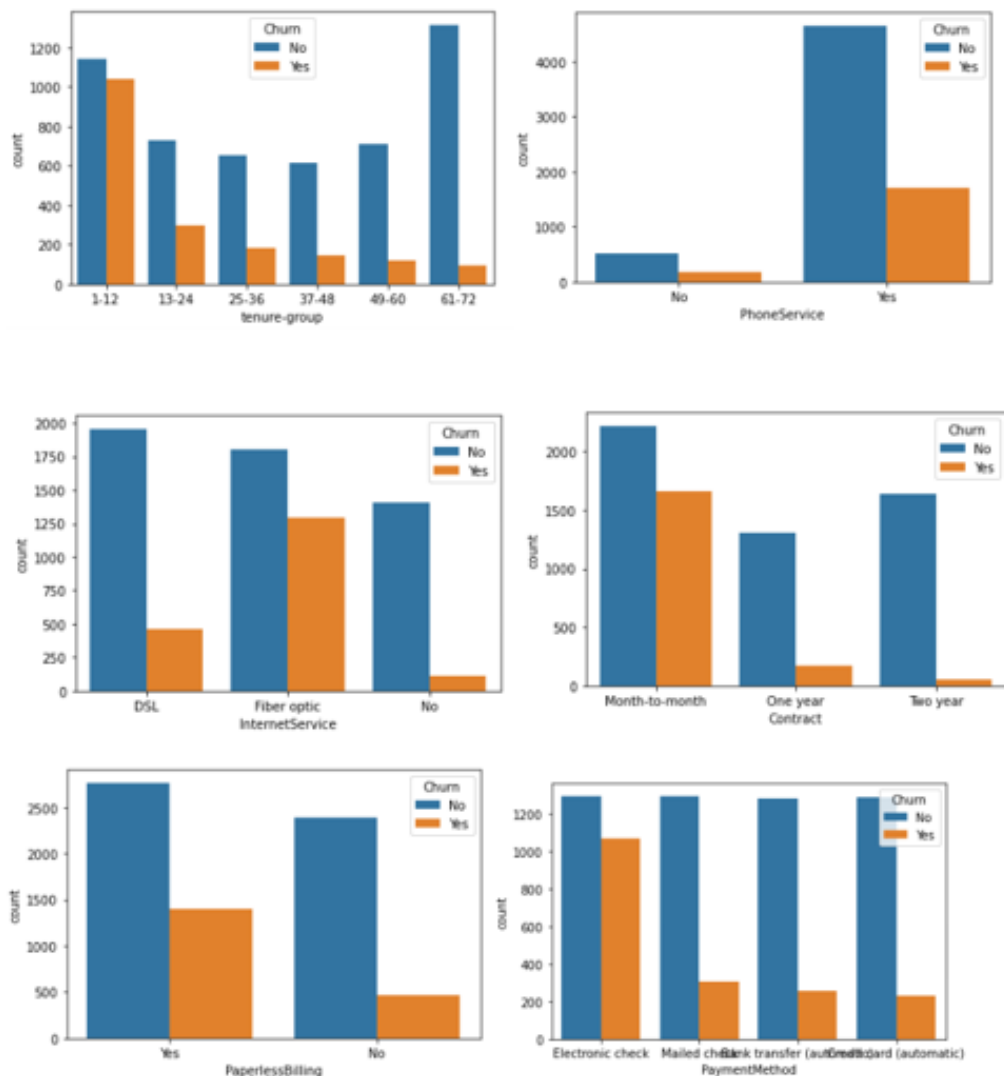 Churn
No
Yes
1200
1000
800
600
400
200
0
count
1-12 13-24 25-36 37-48 49-60 61-72
tenure-group
Churn
No
Yes
4000
3000
2000
1000
0
count
No Yes
PhoneService
Churn
No
Yes
2000
1750
1500
1250
1000
750
500
250
0
count
DSL Fiber optic No
InternetService
Churn
No
Yes
2000
1500
1000
500
0
count
Month-to-month One year Two year
Contract
Churn
No
Yes
2500
2000
1500
1000
500
0
count
Yes No
PaperlessBilling
Churn
No
Yes
1200
1000
800
600
400
200
0
count
Electronic check Mailed transfer (automatic)
PaymentMethod